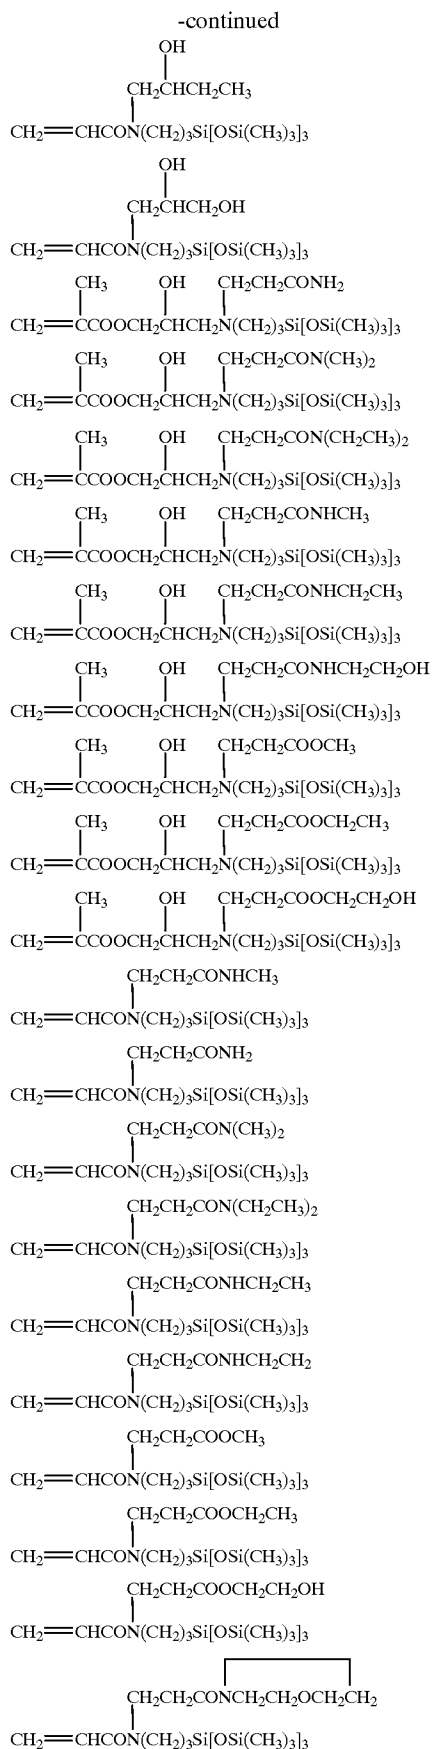 -continued
OH
CH2CHCH2CH3
CH2=CHCON(CH2)3Si[OSi(CH3)3]3
OH
CH2CHCH2OH
CH2=CHCON(CH2)3Si[OSi(CH3)3]3
CH3 OH CH2CH2CONH2
CH2=CCOOCH2CHCH2N(CH2)3Si[OSi(CH3)3]3
CH3 OH CH2CH2CON(CH3)2
CH2=CCOOCH2CHCH2N(CH2)3Si[OSi(CH3)3]3
CH3 OH CH2CH2CON(CH2CH3)2
CH2=CCOOCH2CHCH2N(CH2)3Si[OSi(CH3)3]3
CH3 OH CH2CH2CONHCH3
CH2=CCOOCH2CHCH2N(CH2)3Si[OSi(CH3)3]3
CH3 OH CH2CH2CONHCH2CH3
CH2=CCOOCH2CHCH2N(CH2)3Si[OSi(CH3)3]3
CH3 OH CH2CH2CONHCH2CH2OH
CH2=CCOOCH2CHCH2N(CH2)3Si[OSi(CH3)3]3
CH3 OH CH2CH2COOCH3
CH2=CCOOCH2CHCH2N(CH2)3Si[OSi(CH3)3]3
CH3 OH CH2CH2COOCH2CH3
CH2=CCOOCH2CHCH2N(CH2)3Si[OSi(CH3)3]3
CH3 OH CH2CH2COOCH2CH2OH
CH2=CCOOCH2CHCH2N(CH2)3Si[OSi(CH3)3]3
CH2CH2CONHCH3
CH2=CHCON(CH2)3Si[OSi(CH3)3]3
CH2CH2CONH2
CH2=CHCON(CH2)3Si[OSi(CH3)3]3
CH2CH2CON(CH3)2
CH2=CHCON(CH2)3Si[OSi(CH3)3]3
CH2CH2CON(CH2CH3)2
CH2=CHCON(CH2)3Si[OSi(CH3)3]3
CH2CH2CONHCH2CH3
CH2=CHCON(CH2)3Si[OSi(CH3)3]3
CH2CH2CONHCH2CH2
CH2=CHCON(CH2)3Si[OSi(CH3)3]3
CH2CH2COOCH3
CH2=CHCON(CH2)3Si[OSi(CH3)3]3
CH2CH2COOCH2CH3
CH2=CHCON(CH2)3Si[OSi(CH3)3]3
CH2CH2COOCH2CH2OH
CH2=CHCON(CH2)3Si[OSi(CH3)3]3
CH2CH2CONCH2CH2OCH2CH2
CH2=CHCON(CH2)3Si[OSi(CH3)3]3